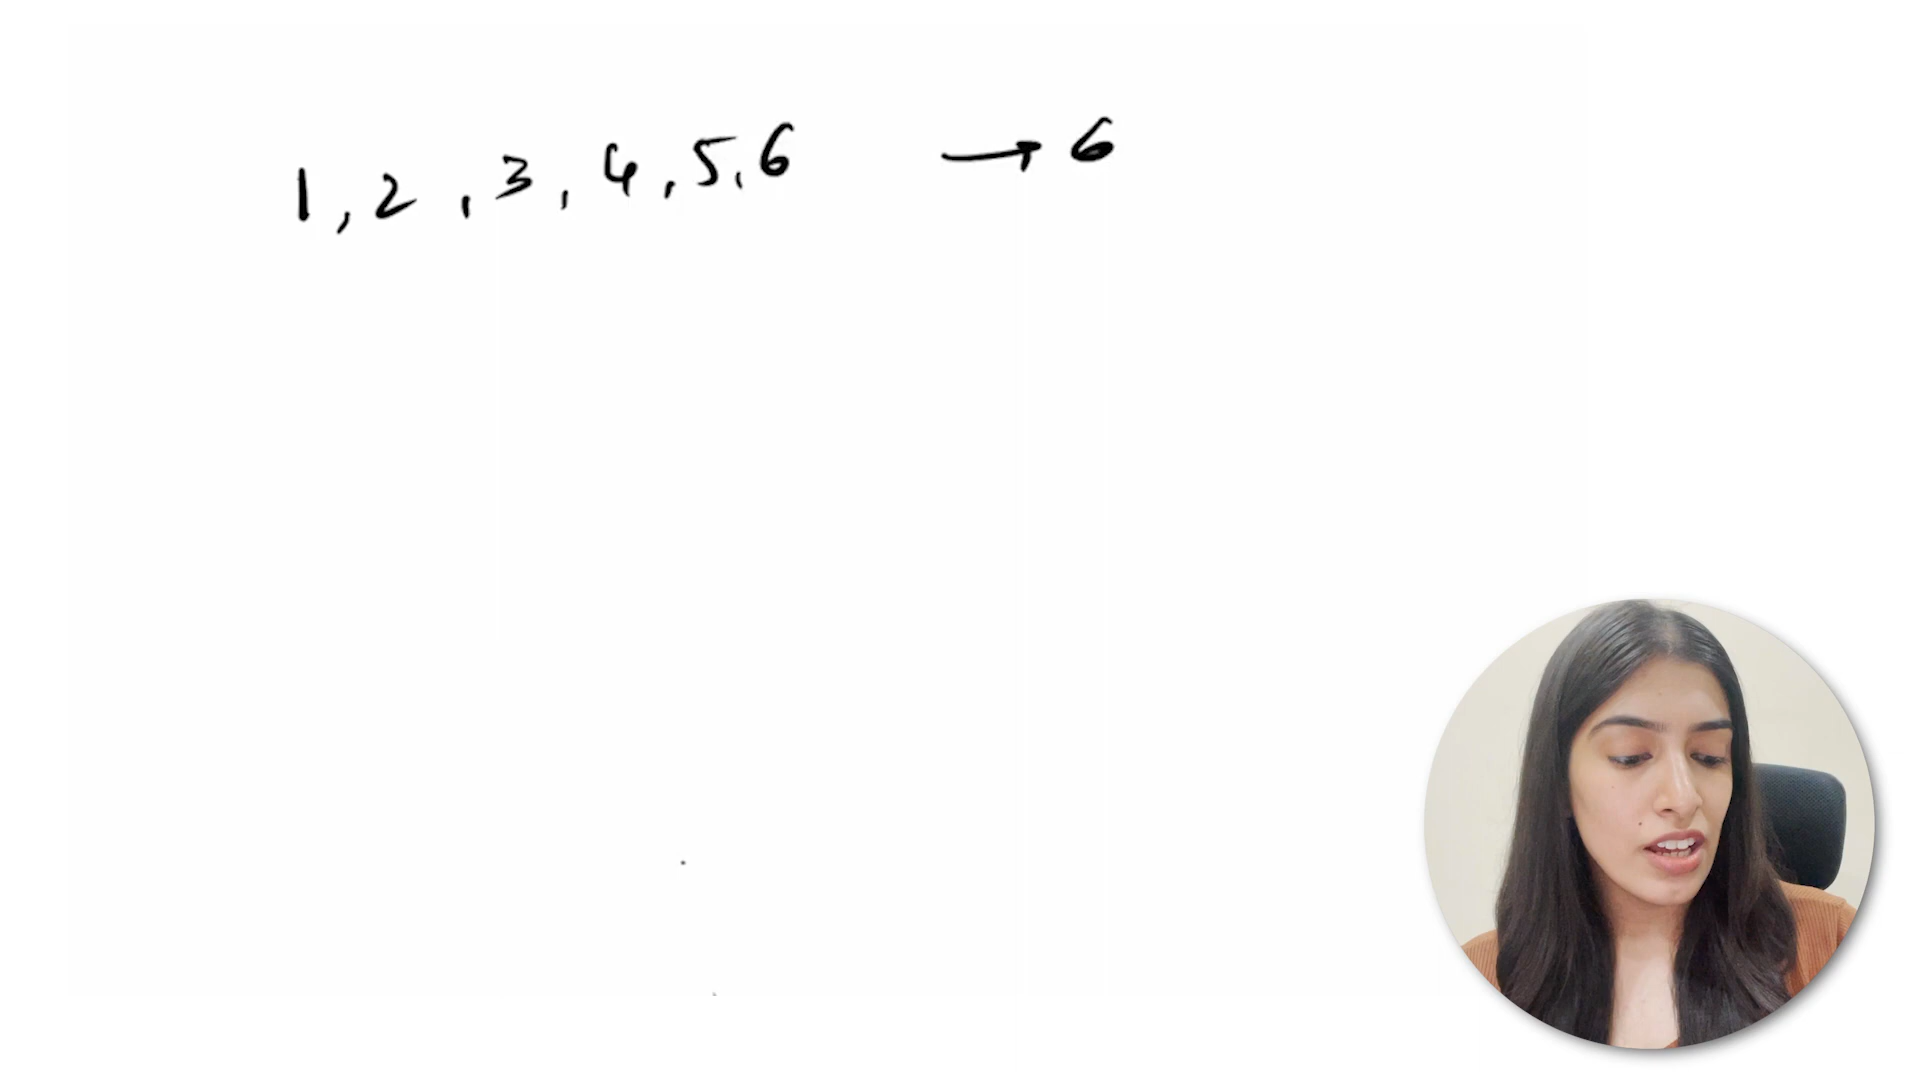 1, 2, 3, 4, 5, 6 → 6